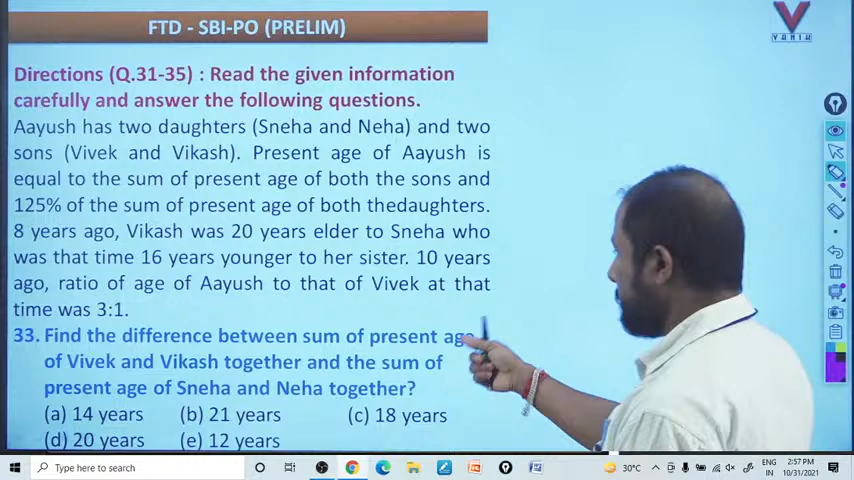 FTD - SBI-PO (PRELIM)
VANIK
Directions (Q.31-35) : Read the given information
carefully and answer the following questions.
Aayush has two daughters (Sneha and Neha) and two
sons (Vivek and Vikash). Present age of Aayush is
equal to the sum of present age of both the sons and
125% of the sum of present age of both thedaughters.
8 years ago, Vikash was 20 years elder to Sneha who
was that time 16 years younger to her sister. 10 years
ago, ratio of age of Aayush to that of Vivek at that
time was 3:1.
33. Find the difference between sum of present age
of Vivek and Vikash together and the sum of
present age of Sneha and Neha together?
(a) 14 years (b) 21 years (c) 18 years
(d) 20 years (e) 12 years
Type here to search
30°C
ENG
IN
2:57 PM
10/31/2021